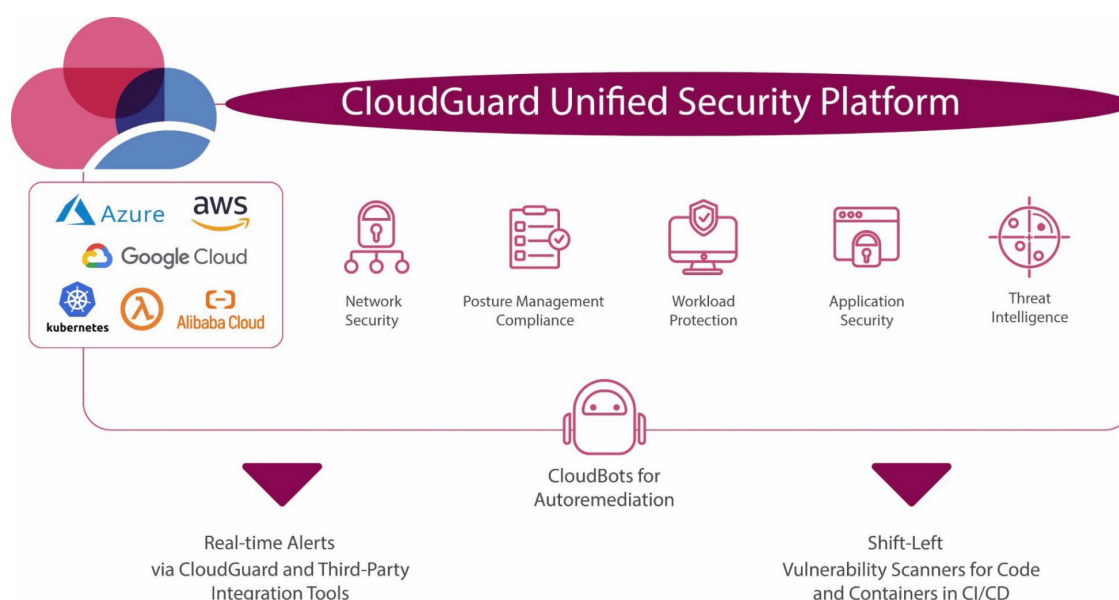 CloudGuard Unified Security Platform
Azure
aws
Google Cloud
kubernetes
λ
Alibaba Cloud
Network
Security
Posture Management
Compliance
Workload
Protection
Application
Security
Threat
Intelligence
CloudBots for
Autoremediation
Real-time Alerts
via CloudGuard and Third-Party
Integration Tools
Shift-Left
Vulnerability Scanners for Code
and Containers in CI/CD